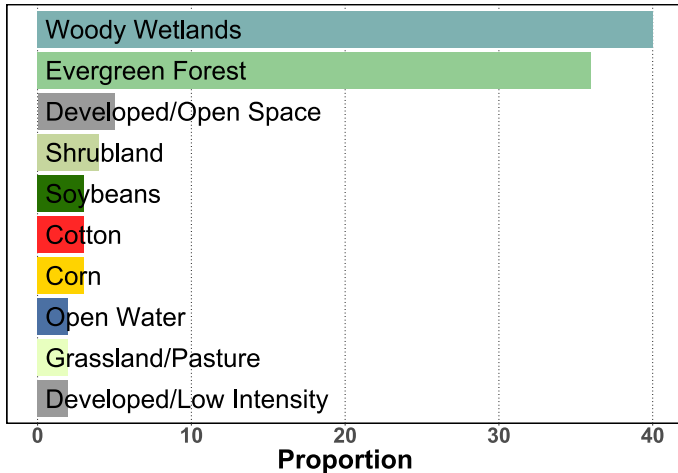 Woody Wetlands
Evergreen Forest
Developed/Open Space
Shrubland
Soybeans
Cotton
Corn
Open Water
Grassland/Pasture
Developed/Low Intensity
0 10 20 30 40
Proportion